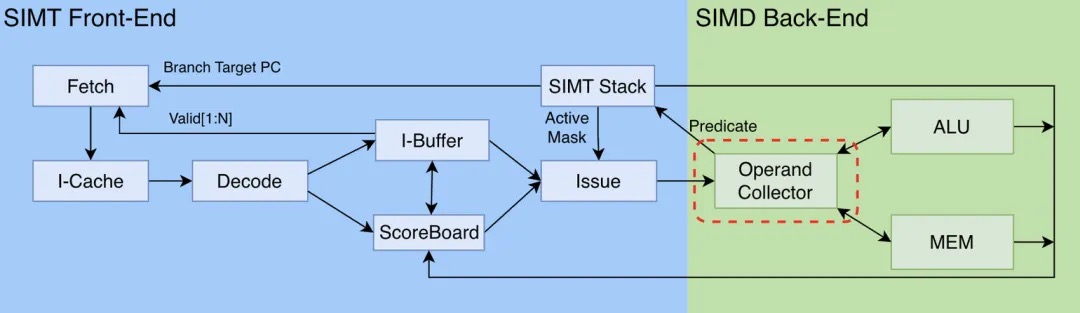 SIMT Front-End
SIMD Back-End
Branch Target PC
Fetch
SIMT Stack
Valid[1:N]
Active
Mask
Predicate
I-Buffer
ALU
I-Cache
Decode
Issue
Operand
Collector
ScoreBoard
MEM